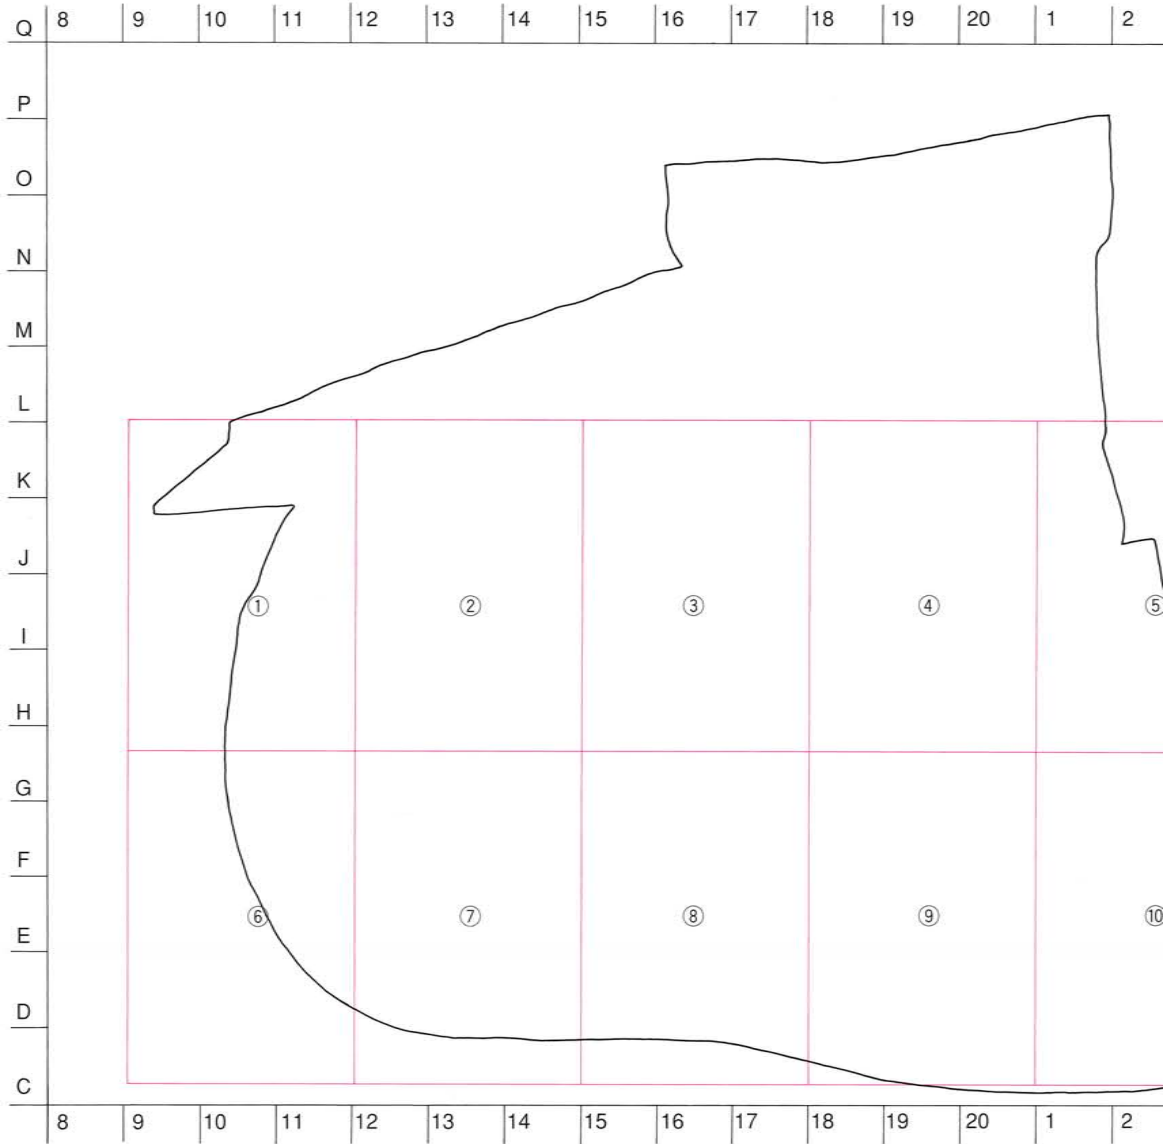 Q 8 9 10 11 12 13 14 15 16 17 18 19 20 1 2
P
O
N
M
L
K
J
① ② ③ ④ ⑤
I
H
G
F
⑥ ⑦ ⑧ ⑨ ⑩
E
D
C
8 9 10 11 12 13 14 15 16 17 18 19 20 1 2